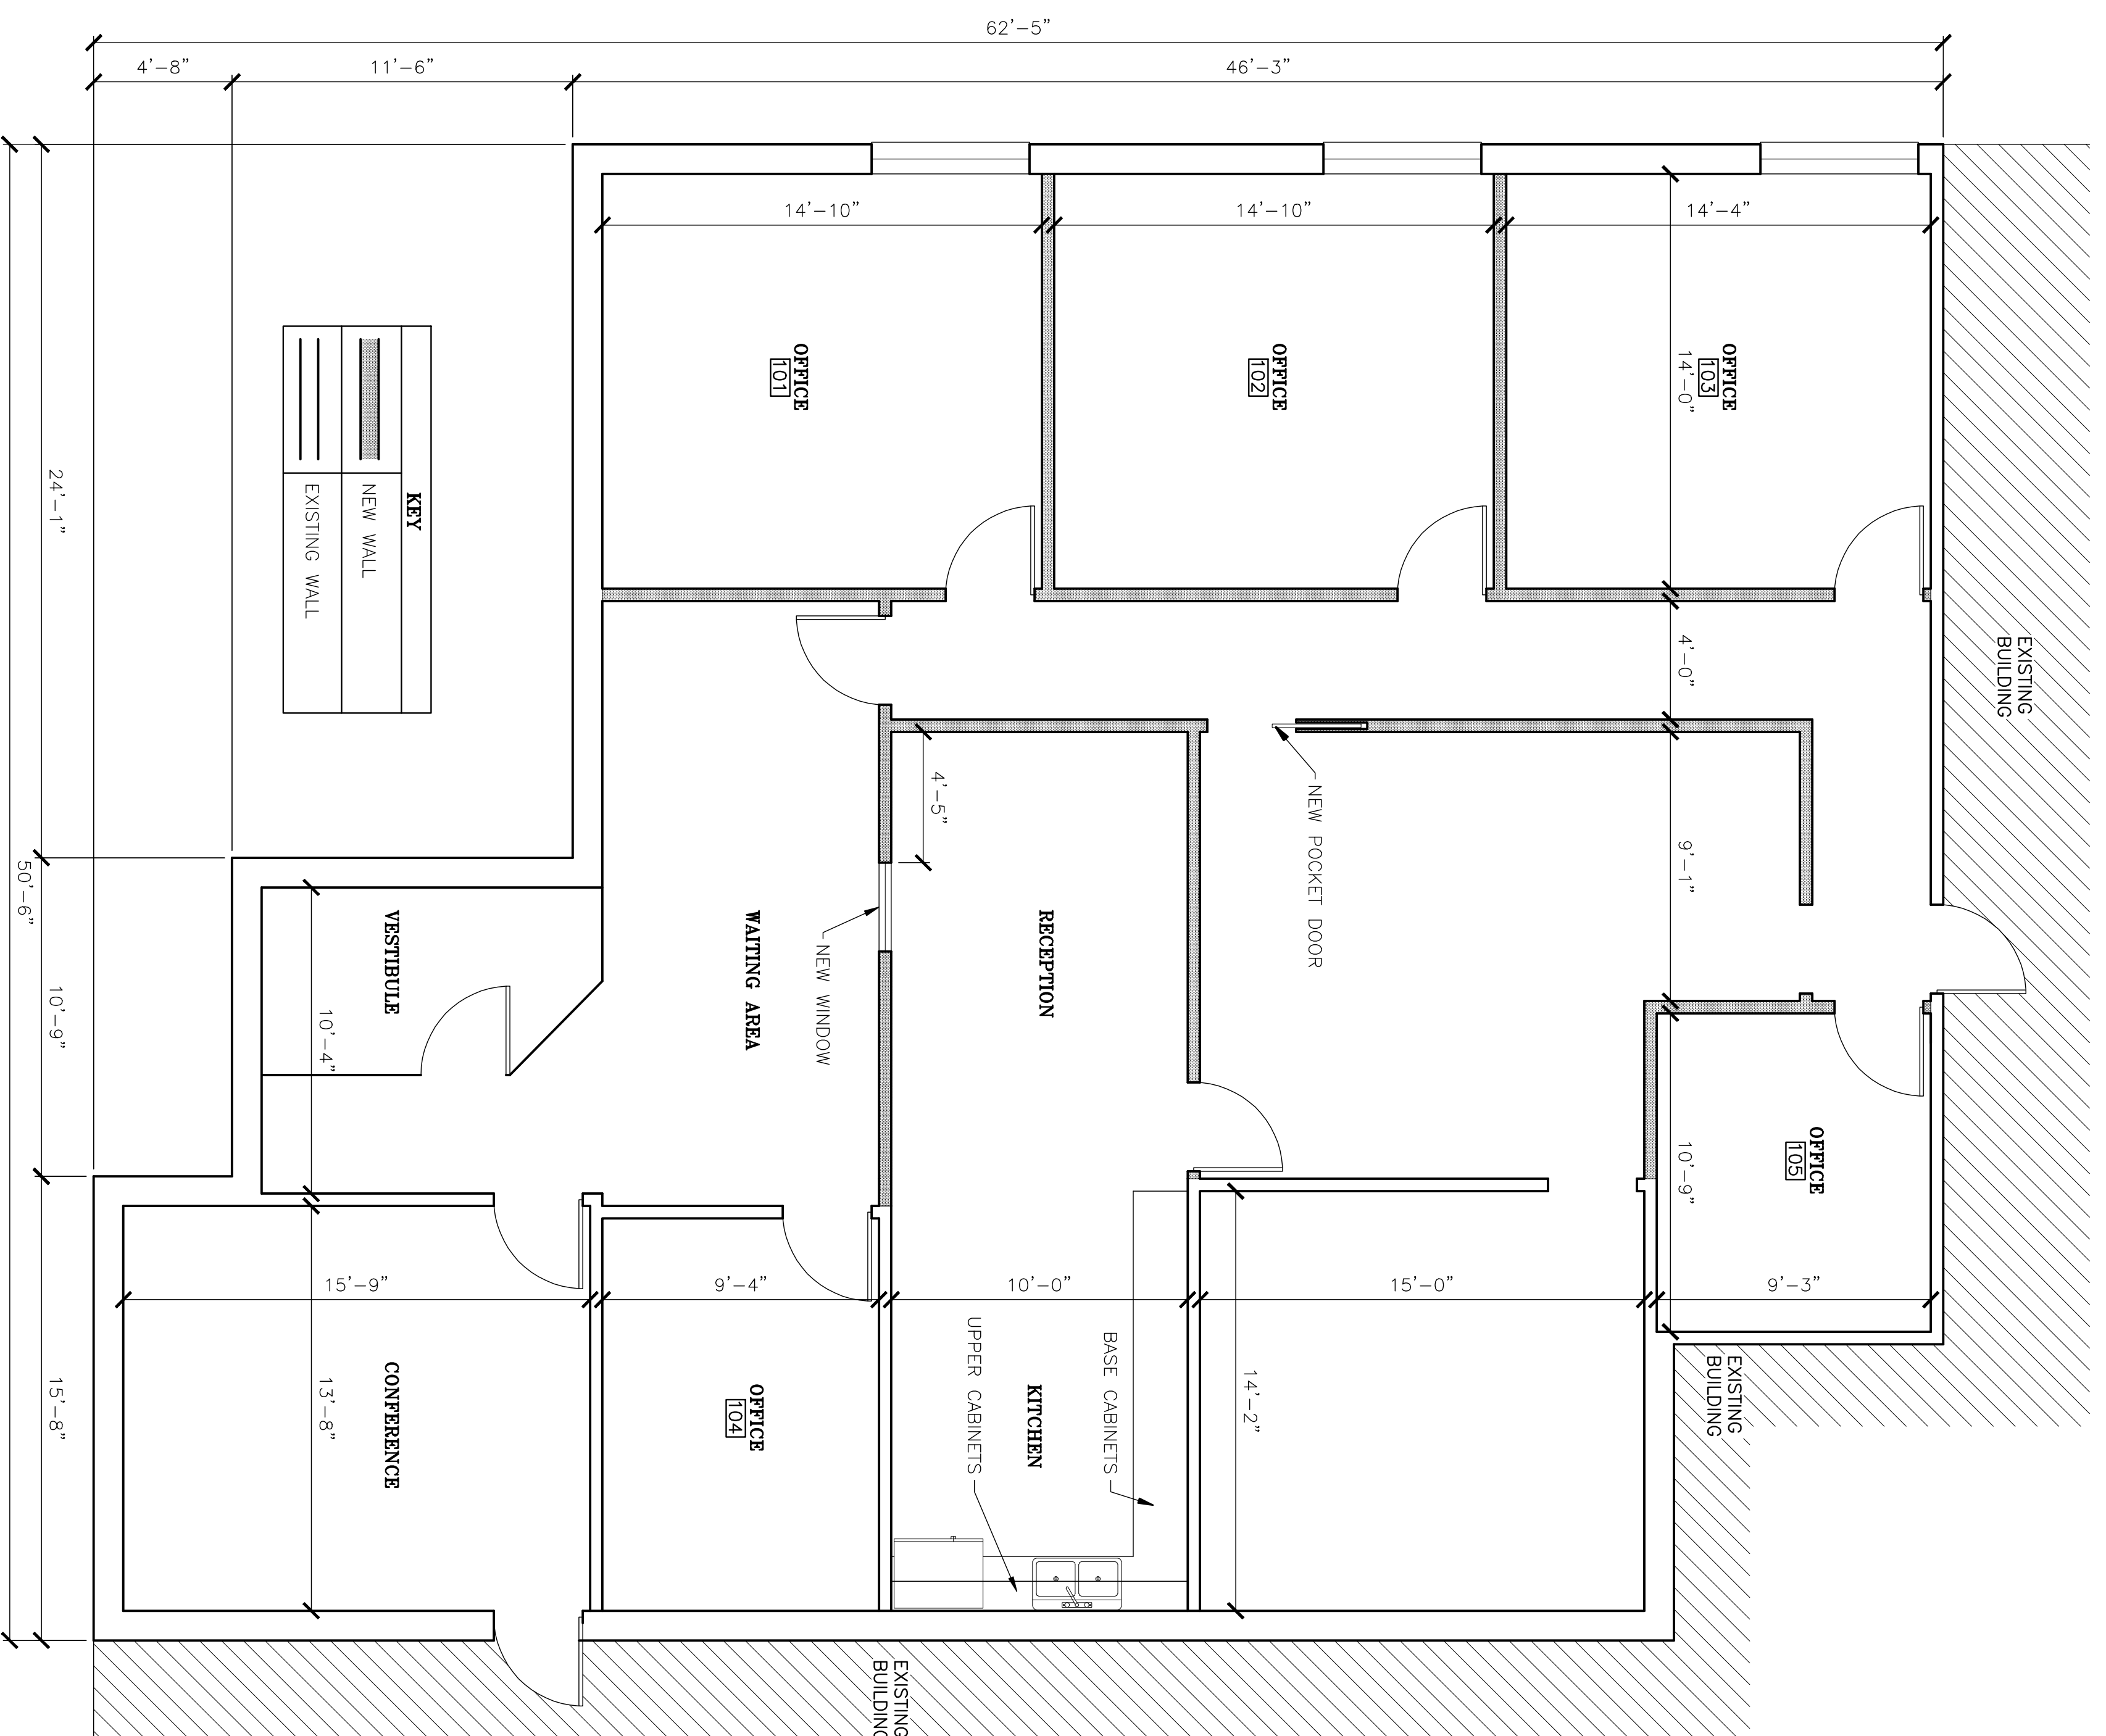 62'-5"
4'-8"
11'-6"
46'-3"
14'-10"
14'-10"
14'-4"
OFFICE
101
OFFICE
102
OFFICE
103
14'-0"
KEY
NEW WALL
EXISTING WALL
24'-1"
4'-0"
EXISTING
BUILDING
4'-5"
NEW POCKET DOOR
9'-1"
50'-6"
10'-9"
VESTIBULE
10'-4"
WAITING AREA
NEW WINDOW
RECEPTION
OFFICE
105
10'-9"
15'-9"
9'-4"
10'-0"
15'-0"
9'-3"
15'-8"
13'-8"
CONFERENCE
OFFICE
104
UPPER CABINETS
KITCHEN
BASE CABINETS
14'-2"
EXISTING
BUILDING
EXISTING
BUILDING